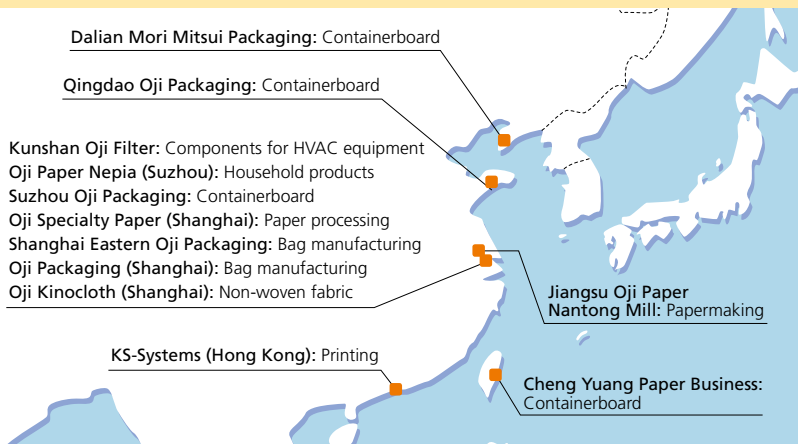 Dalian Mori Mitsui Packaging: Containerboard
Qingdao Oji Packaging: Containerboard
Kunshan Oji Filter: Components for HVAC equipment
Oji Paper Nepia (Suzhou): Household products
Suzhou Oji Packaging: Containerboard
Oji Specialty Paper (Shanghai): Paper processing
Shanghai Eastern Oji Packaging: Bag manufacturing
Oji Packaging (Shanghai): Bag manufacturing
Oji Kinocloth (Shanghai): Non-woven fabric
Jiangsu Oji Paper
Nantong Mill: Papermaking
KS-Systems (Hong Kong): Printing
Cheng Yuang Paper Business:
Containerboard